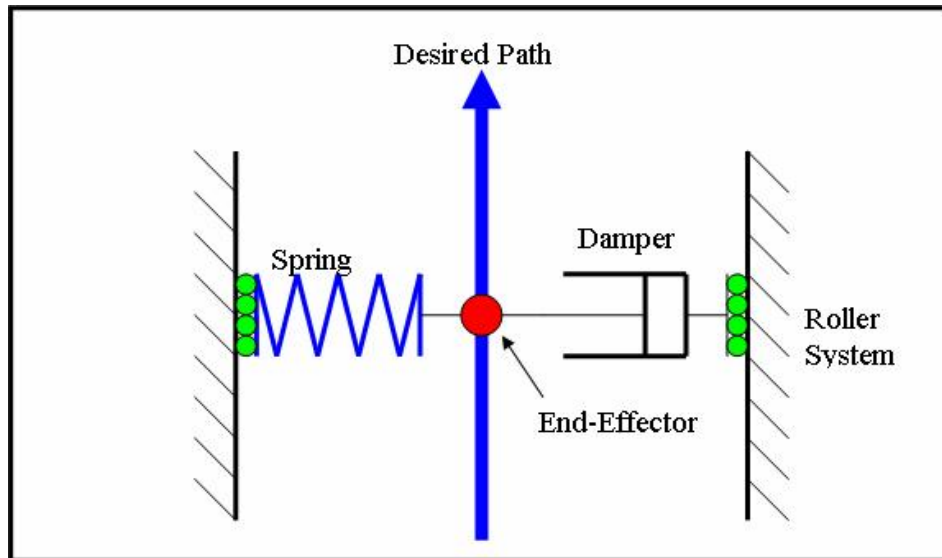 Desired Path
Spring
Damper
Roller
System
End-Effector